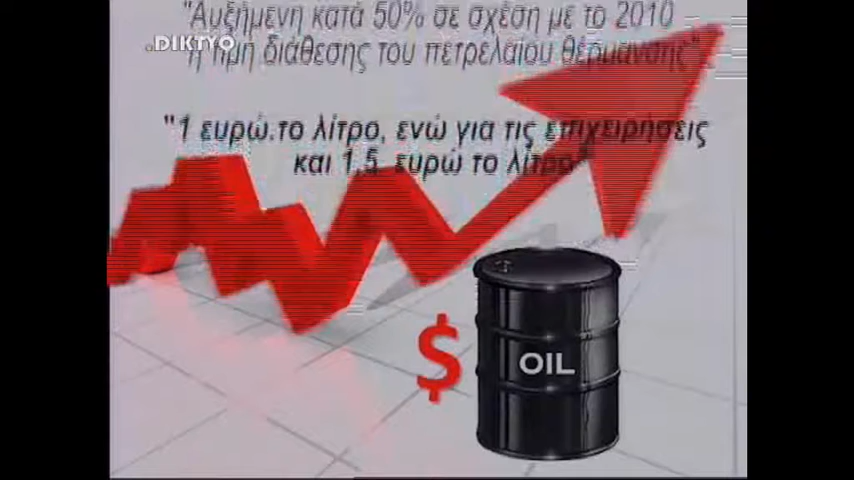 "Αυξημένη κατά 50% σε σχέση με το 2010
.DIKTYO
η τιμή διάθεσης του πετρελαίου θέρμανσης"
"1 ευρώ το λίτρο, ενώ για τις επιχειρήσεις
και 1,5 ευρώ το λίτρο"
$
OIL